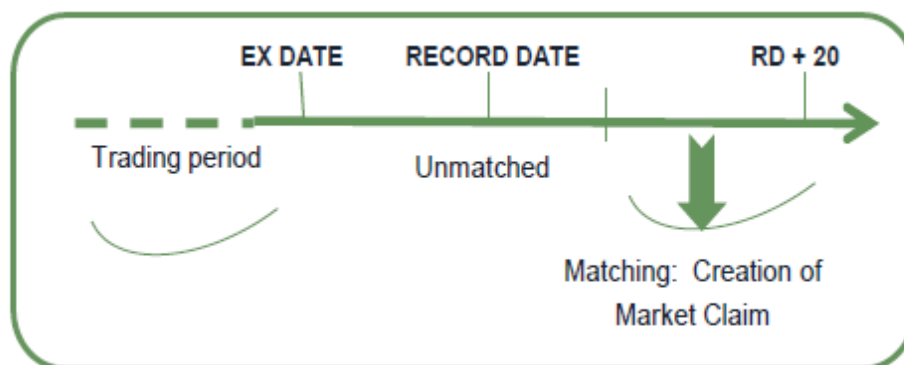 EX DATE RECORD DATE RD + 20
Trading period Unmatched
Matching: Creation of
Market Claim